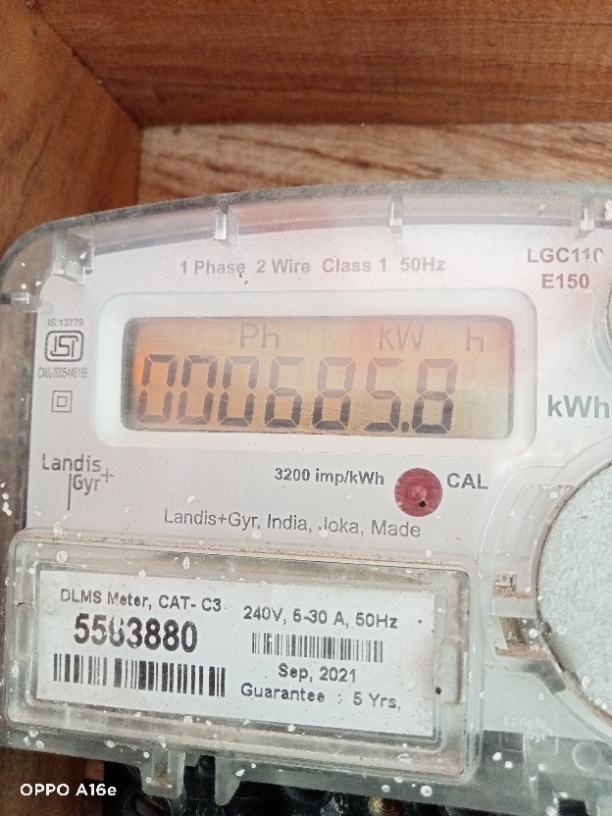 1 Phase 2 Wire Class 1 50Hz
LGC110
E150
IS:13779
Ph kW h
000685.8
kWh
Landis
Gyr+
3200 imp/kWh CAL
Landis+Gyr, India, Joka, Made
DLMS Meter, CAT- C3
5563880
240V, 5-30 A, 50Hz
Sep, 2021
Guarantee : 5 Yrs.
OPPO A16e